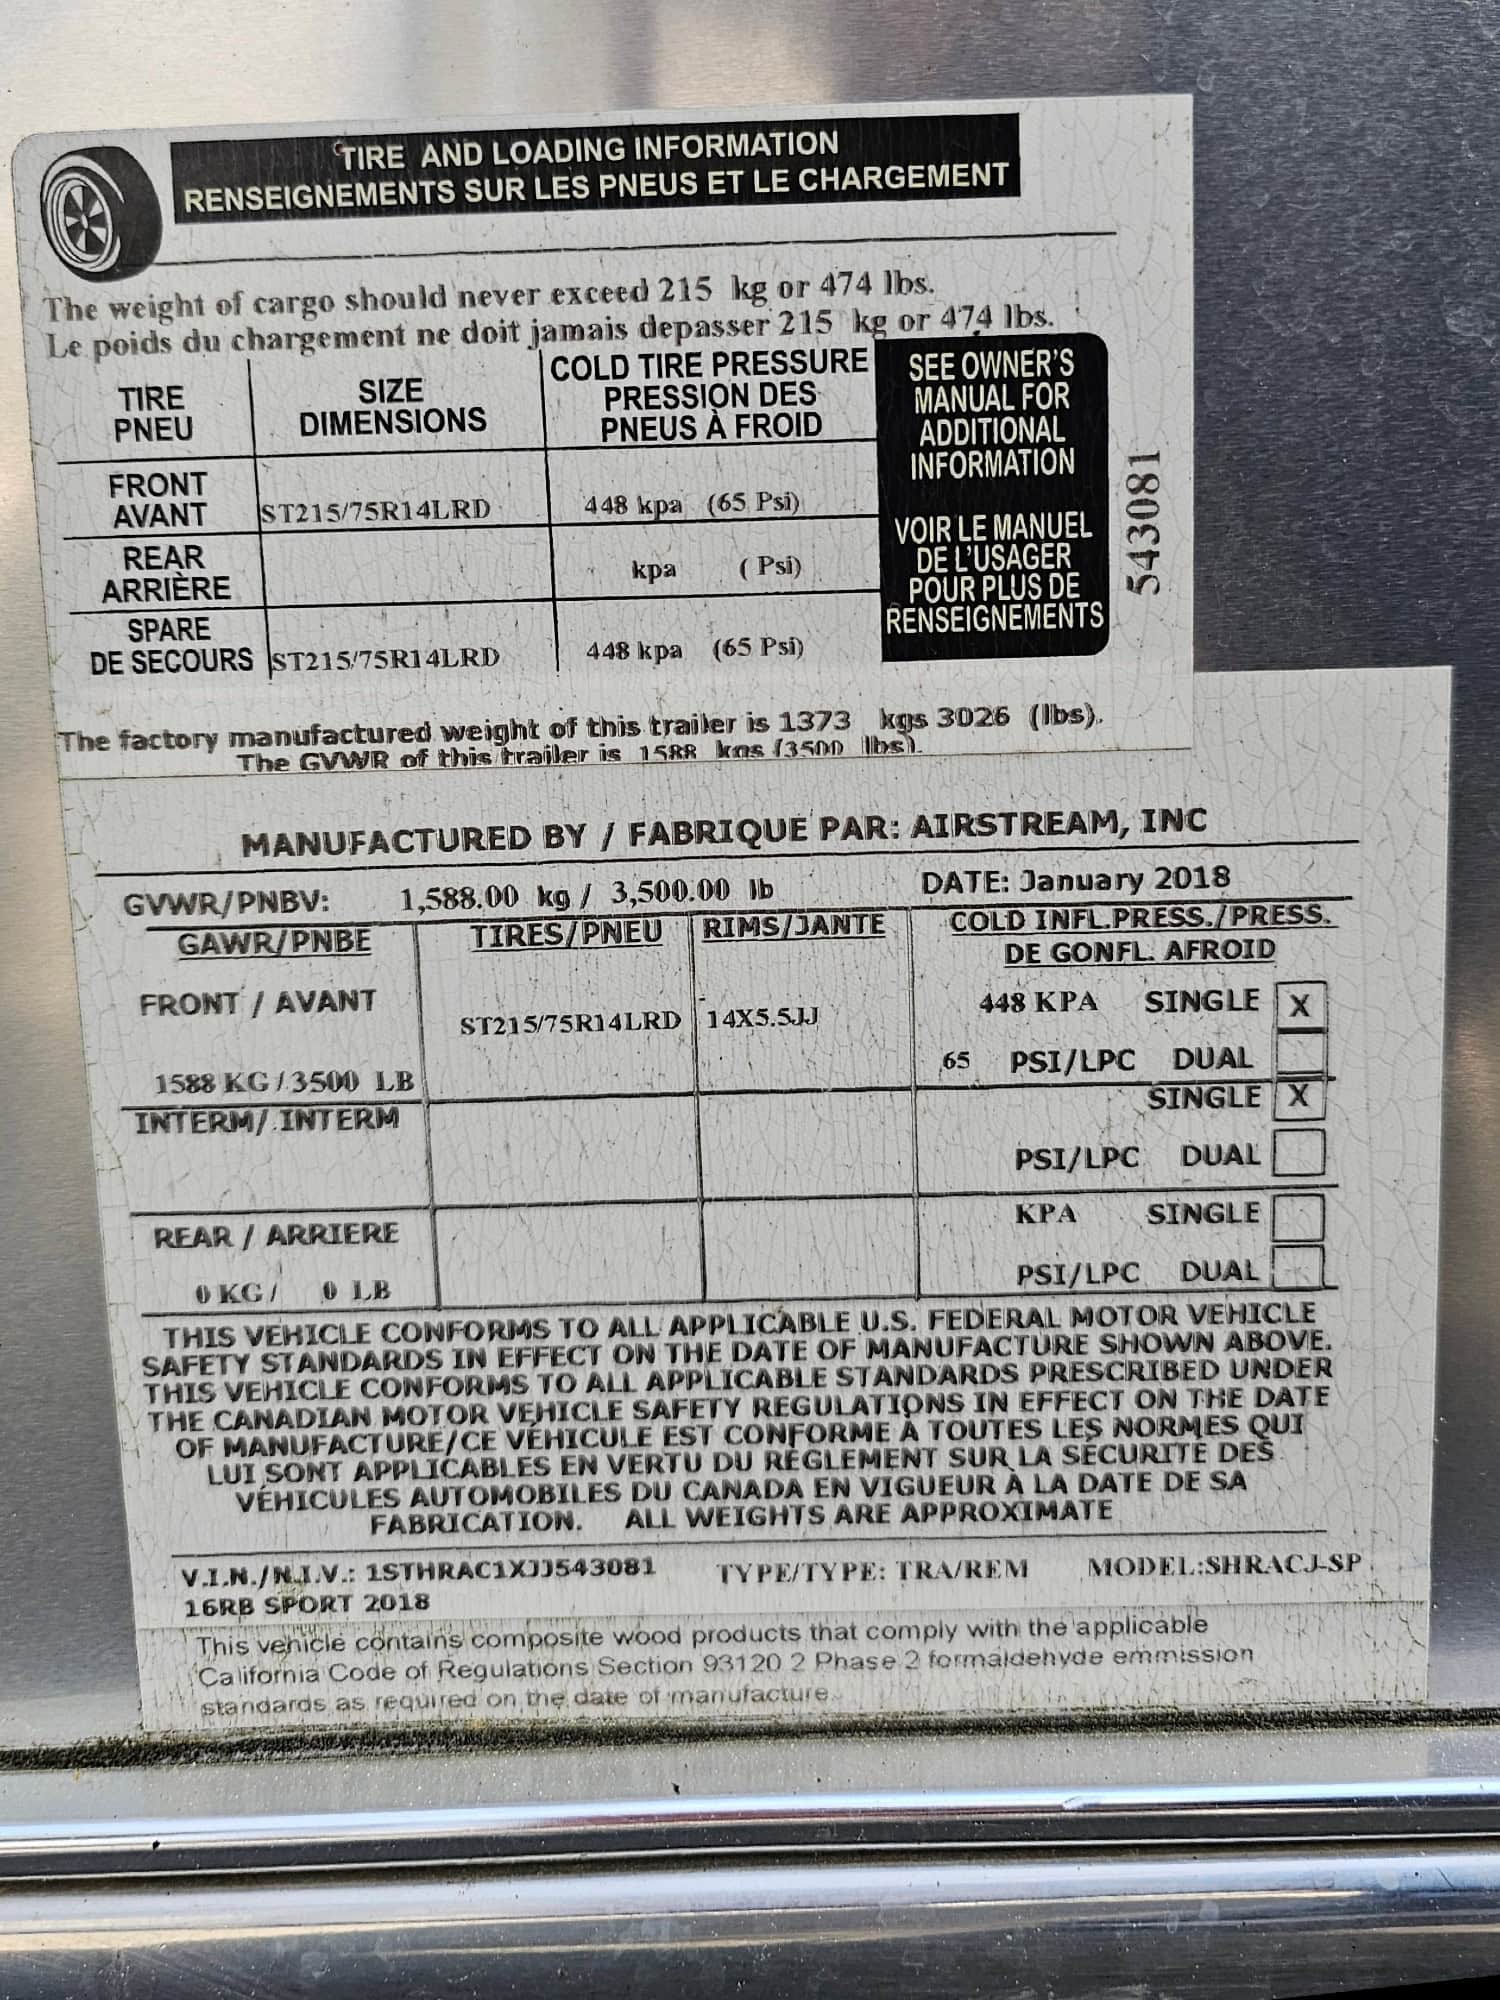 TIRE AND LOADING INFORMATION
RENSEIGNEMENTS SUR LES PNEUS ET LE CHARGEMENT
The weight of cargo should never exceed 215 kg or 474 lbs.
Le poids du chargement ne doit jamais depasser 215 kg or 474 lbs.
TIRE PNEU
SIZE DIMENSIONS
COLD TIRE PRESSURE
PRESSION DES
PNEUS À FROID
FRONT
AVANT ST215/75R14LRD 448 kpa (65 Psi)
REAR
ARRIÈRE kpa ( Psi)
SPARE
DE SECOURS ST215/75R14LRD 448 kpa (65 Psi)
SEE OWNER'S
MANUAL FOR
ADDITIONAL
INFORMATION
VOIR LE MANUEL
DE L'USAGER
POUR PLUS DE
RENSEIGNEMENTS
543081
The factory manufactured weight of this trailer is 1373 kgs 3026 (lbs).
The GVWR of this trailer is 1588 kgs (3500 lbs).
MANUFACTURED BY / FABRIQUE PAR: AIRSTREAM, INC
GVWR/PNBV: 1,588.00 kg / 3,500.00 lb DATE: January 2018
GAWR/PNBE TIRES/PNEU RIMS/JANTE COLD INFL.PRESS./PRESS.
DE GONFL. AFROID
FRONT / AVANT ST215/75R14LRD 14X5.5JJ 448 KPA SINGLE X
1588 KG / 3500 LB 65 PSI/LPC DUAL
INTERM/ INTERM SINGLE X
PSI/LPC DUAL
REAR / ARRIERE KPA SINGLE
0 KG / 0 LB PSI/LPC DUAL
THIS VEHICLE CONFORMS TO ALL APPLICABLE U.S. FEDERAL MOTOR VEHICLE
SAFETY STANDARDS IN EFFECT ON THE DATE OF MANUFACTURE SHOWN ABOVE.
THIS VEHICLE CONFORMS TO ALL APPLICABLE STANDARDS PRESCRIBED UNDER
THE CANADIAN MOTOR VEHICLE SAFETY REGULATIONS IN EFFECT ON THE DATE
OF MANUFACTURE/CE VÉHICULE EST CONFORME À TOUTES LES NORMES QUI
LUI SONT APPLICABLES EN VERTU DU RÉGLEMENT SUR LA SÉCURITÉ DES
VÉHICULES AUTOMOBILES DU CANADA EN VIGUEUR À LA DATE DE SA
FABRICATION. ALL WEIGHTS ARE APPROXIMATE
V.I.N./N.I.V.: 1STHRAC1XJJ543081 TYPE/TYPE: TRA/REM MODEL:SHRACJ-SP
16RB SPORT 2018
This vehicle contains composite wood products that comply with the applicable
California Code of Regulations Section 93120 2 Phase 2 formaldehyde emmission
standards as required on the date of manufacture.